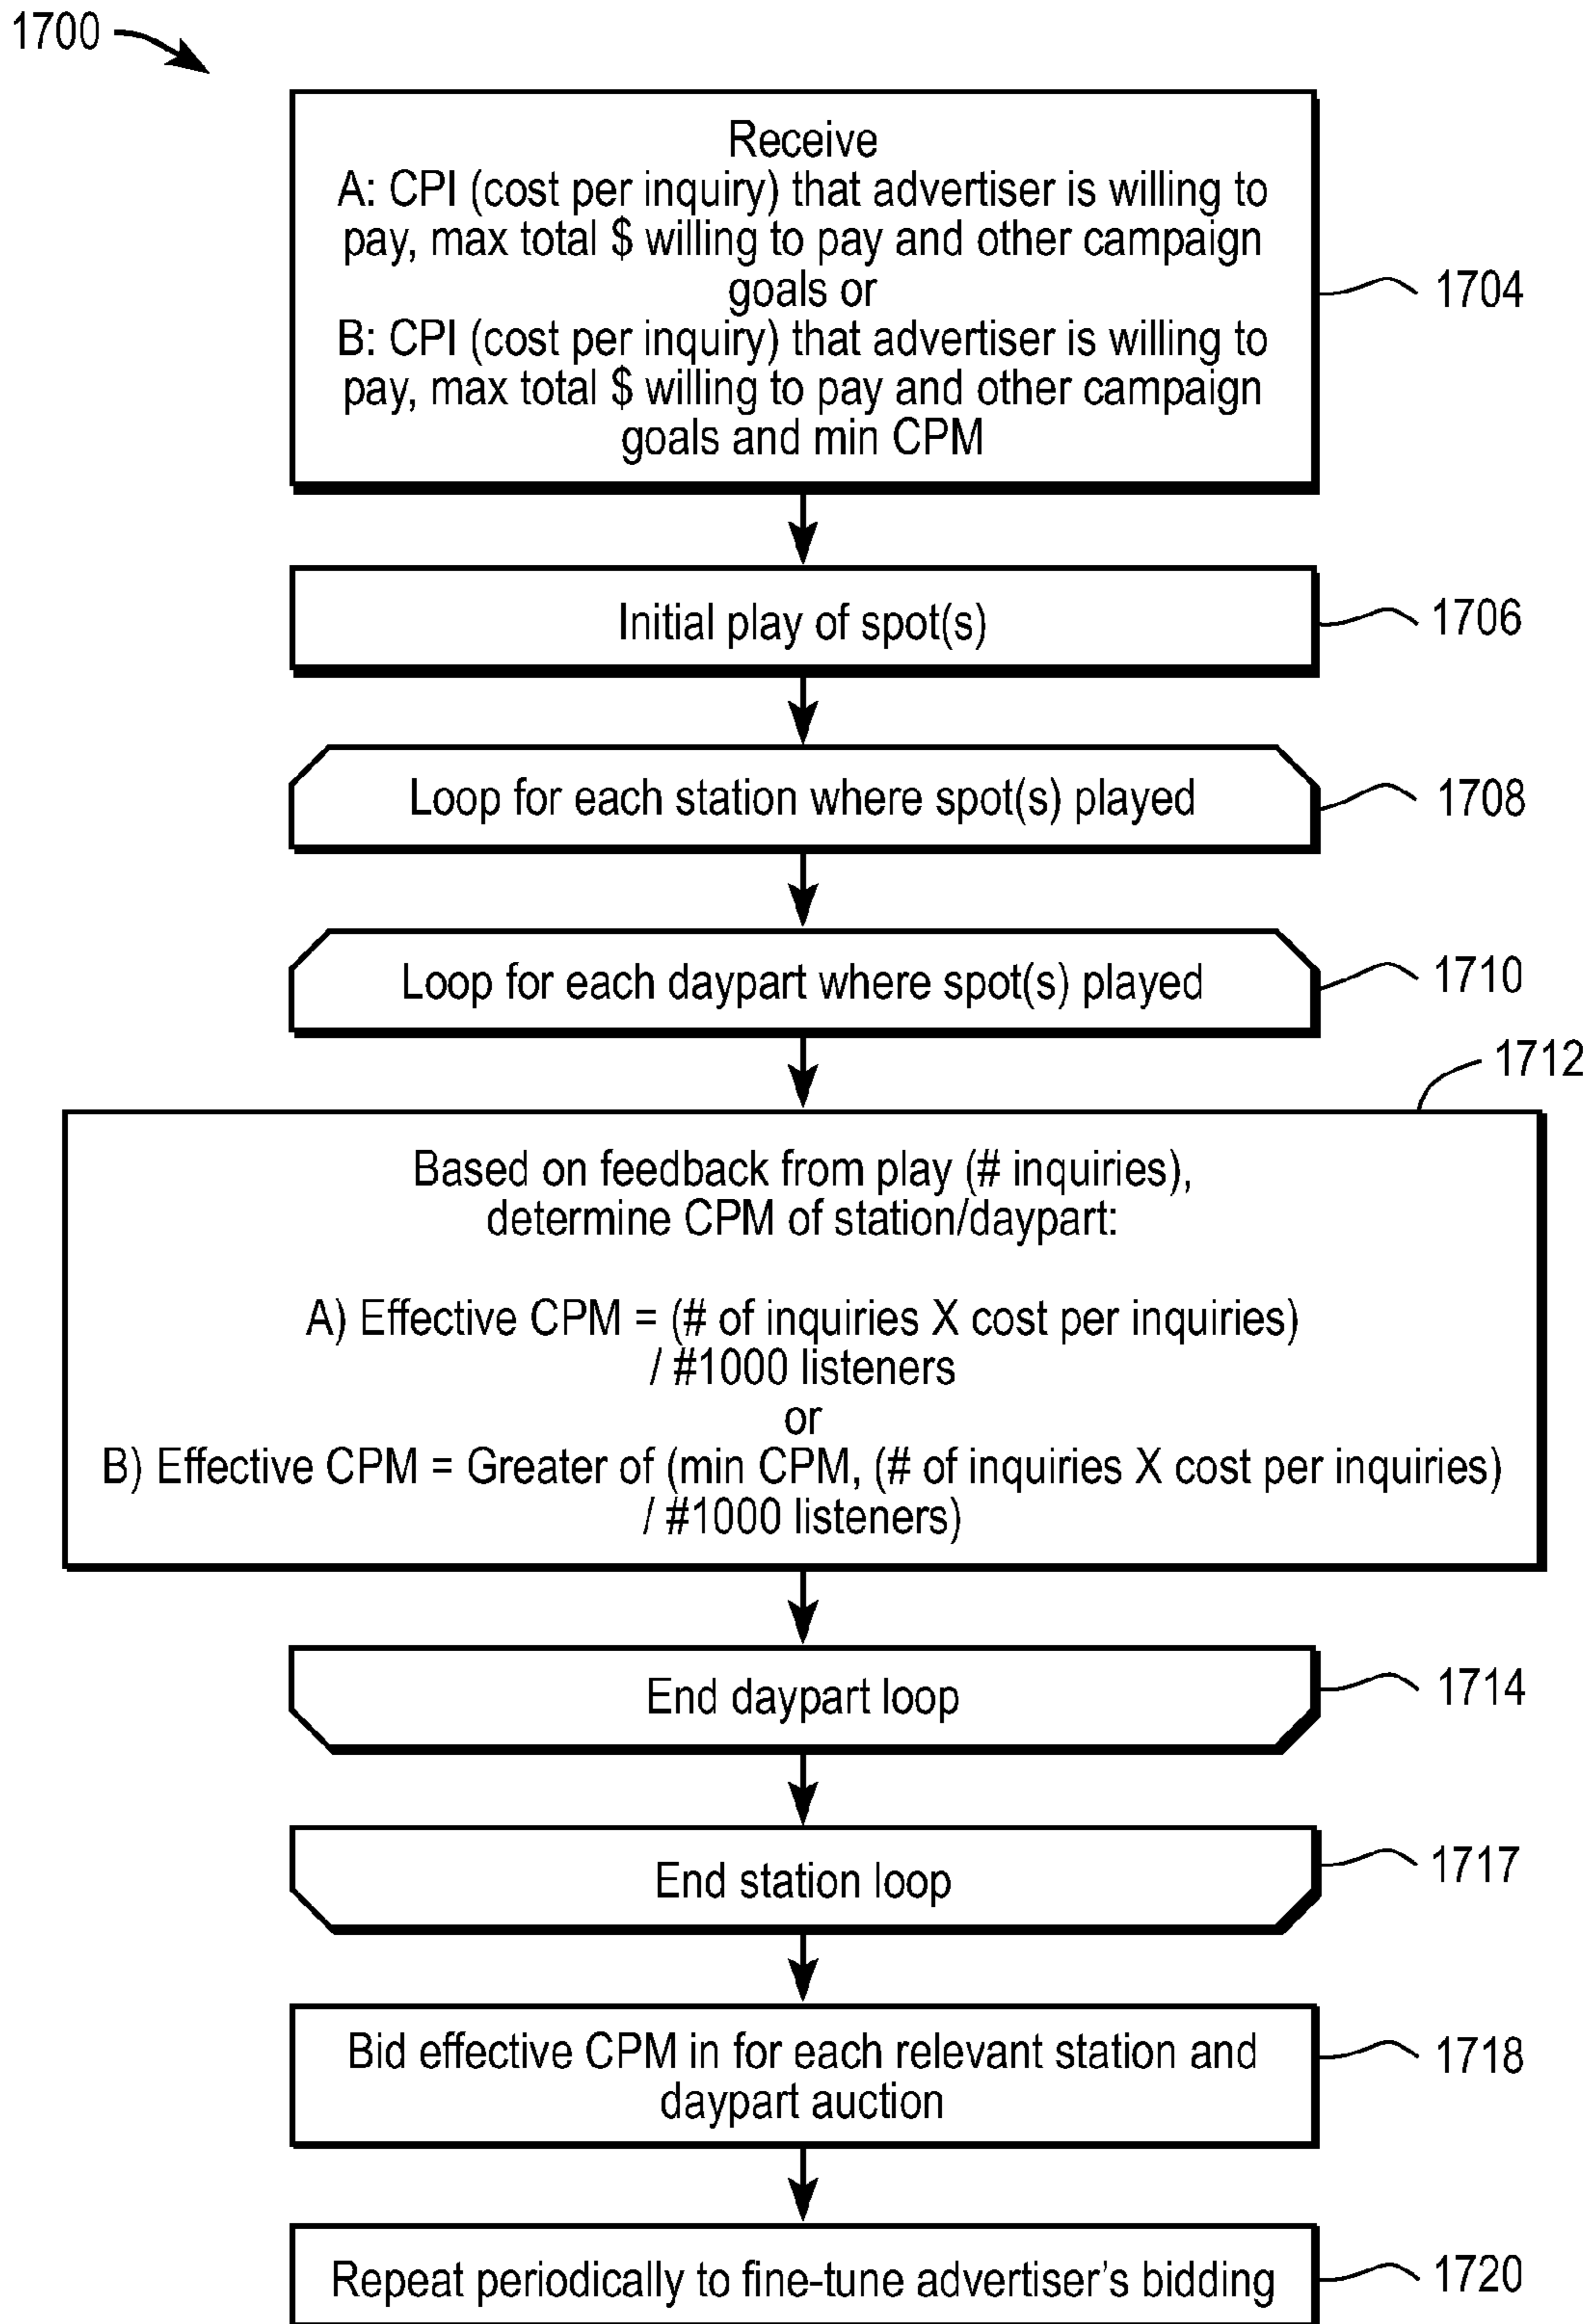 1700
Receive
A: CPI (cost per inquiry) that advertiser is willing to
pay, max total $ willing to pay and other campaign
goals or
B: CPI (cost per inquiry) that advertiser is willing to
pay, max total $ willing to pay and other campaign
goals and min CPM
1704
Initial play of spot(s)
1706
Loop for each station where spot(s) played
1708
Loop for each daypart where spot(s) played
1710
1712
Based on feedback from play (# inquiries),
determine CPM of station/daypart:
A) Effective CPM = (# of inquiries X cost per inquiries)
/ #1000 listeners
or
B) Effective CPM = Greater of (min CPM, (# of inquiries X cost per inquiries)
/ #1000 listeners)
End daypart loop
1714
End station loop
1717
Bid effective CPM in for each relevant station and
daypart auction
1718
Repeat periodically to fine-tune advertiser's bidding
1720